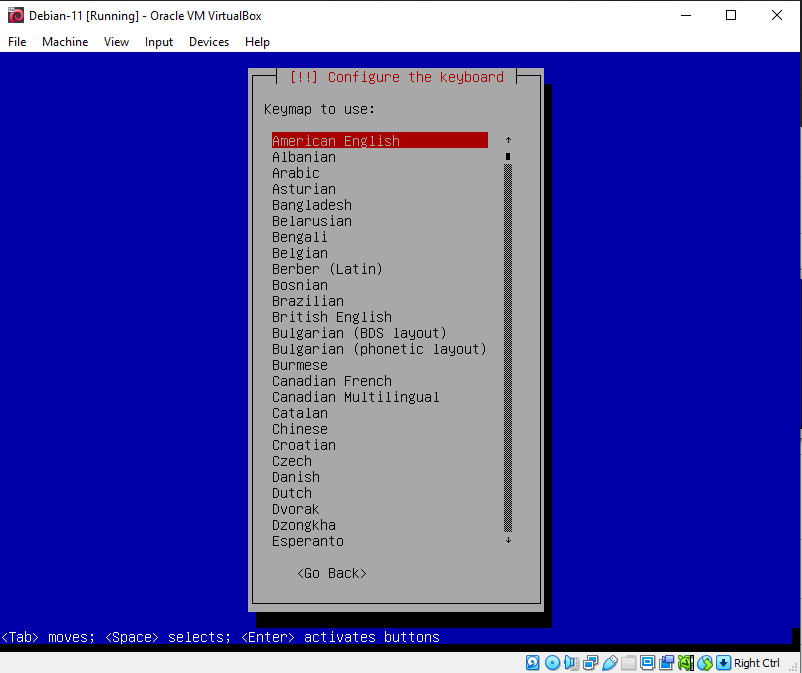 Debian-11 [Running] - Oracle VM VirtualBox
File Machine View Input Devices Help
[!!] Configure the keyboard
Keymap to use:
American English
Albanian
Arabic
Asturian
Bangladesh
Belarusian
Bengali
Belgian
Berber (Latin)
Bosnian
Brazilian
British English
Bulgarian (BDS layout)
Bulgarian (phonetic layout)
Burmese
Canadian French
Canadian Multilingual
Catalan
Chinese
Croatian
Czech
Danish
Dutch
Dvorak
Dzongkha
Esperanto
<Go Back>
<Tab> moves; <Space> selects; <Enter> activates buttons
Right Ctrl